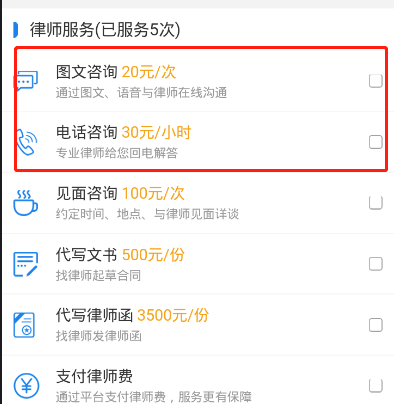 律师服务(已服务5次)
图文咨询 20元/次
通过图文、语音与律师在线沟通
电话咨询 30元/小时
专业律师给您回电解答
见面咨询 100元/次
约定时间、地点、与律师见面详谈
代写文书 500元/份
找律师起草合同
代写律师函 3500元/份
找律师发律师函
支付律师费
通过平台支付律师费，服务更有保障